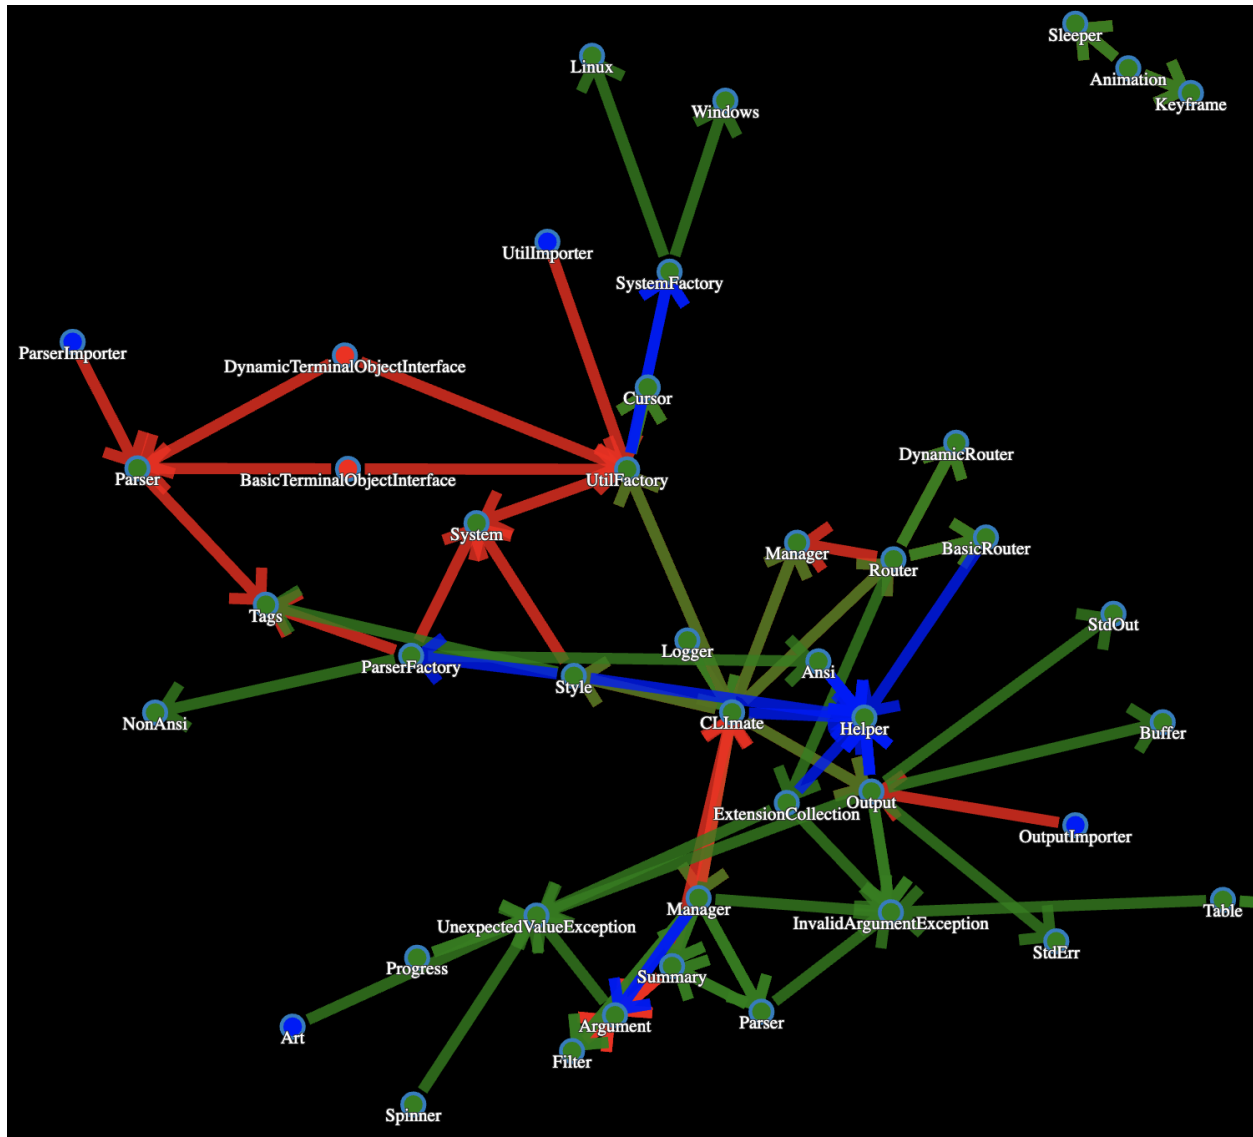 Sleeper
Linux
Animation
Keyframe
Windows
UtilImporter
SystemFactory
ParserImporter
DynamicTerminalObjectInterface
Cursor
DynamicRouter
Parser
BasicTerminalObjectInterface
UtilFactory
System
Manager
BasicRouter
Router
Tags
StdOut
Logger
ParserFactory
Ansi
Style
NonAnsi
CLImate
Helper
Buffer
Output
ExtensionCollection
OutputImporter
Manager
Table
UnexpectedValueException
InvalidArgumentException
StdErr
Progress
Summary
Parser
Argument
Art
Filter
Spinner